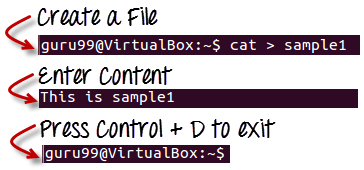 Create a File
guru99@VirtualBox:~$ cat > sample1
Enter Content
This is sample1
Press Control + D to exit
guru99@VirtualBox:~$